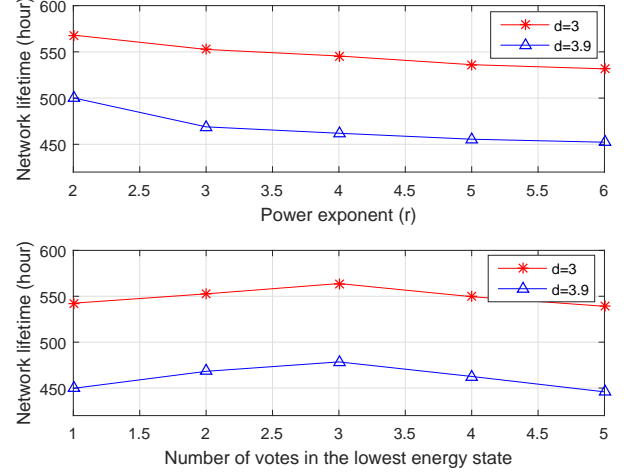 600
550
500
450
Network lifetime (hour)
d=3
d=3.9
2 2.5 3 3.5 4 4.5 5 5.5 6
Power exponent (r)
600
550
500
450
Network lifetime (hour)
d=3
d=3.9
1 1.5 2 2.5 3 3.5 4 4.5 5
Number of votes in the lowest energy state